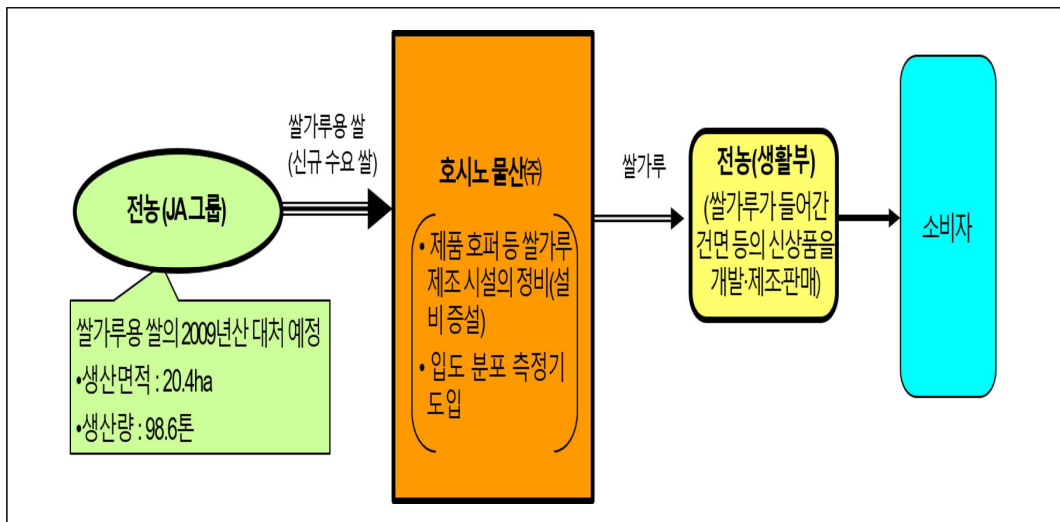 전농(JA그룹)
쌀가루용 쌀의 2009년산 대처 예정
•생산면적 : 20.4ha
•생산량 : 98.6톤
쌀가루용 쌀
(신규 수요 쌀)
호시노 물산㈜
• 제품 호퍼 등 쌀가루
제조 시설의 정비(설
비 증설)
• 입도 분포 측정기
도입
쌀가루
전농(생활부)
(쌀가루가 들어간
건면 등의 신상품을
개발·제조·판매)
소비자